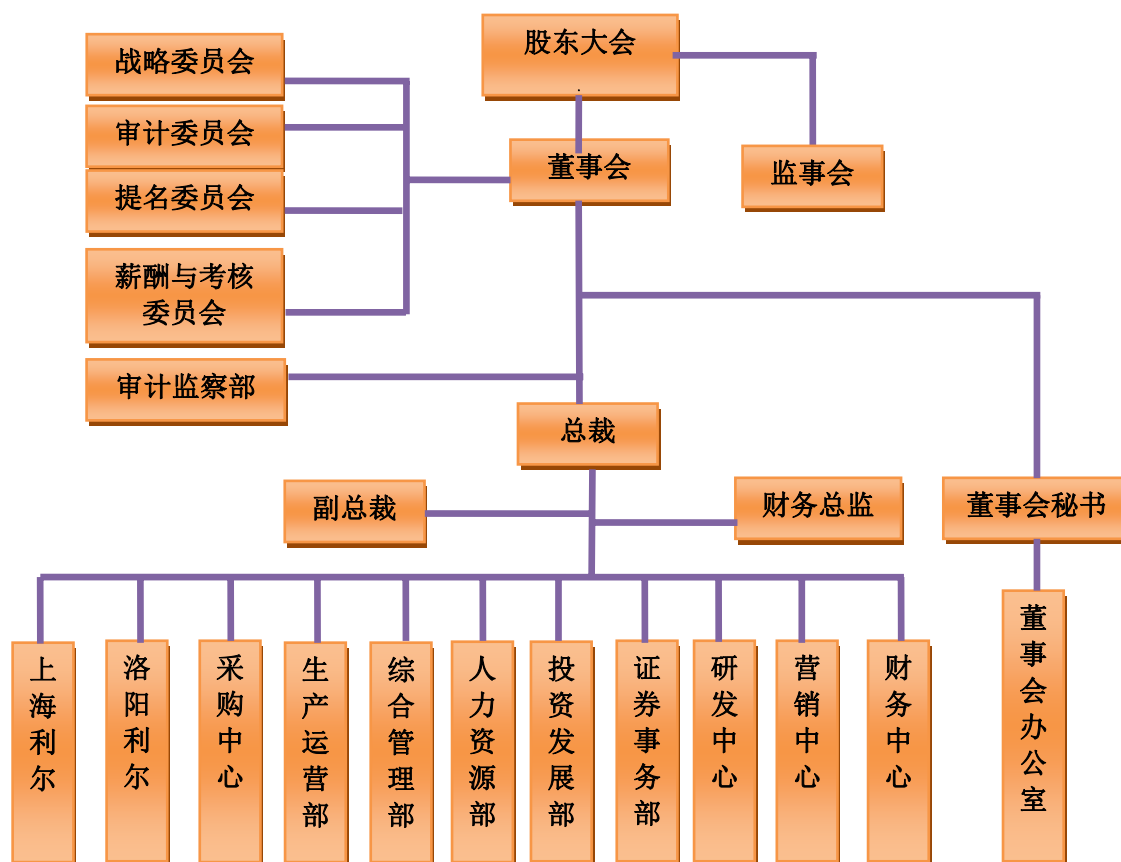 股东大会
战略委员会
审计委员会
董事会
监事会
提名委员会
薪酬与考核
委员会
审计监察部
总裁
副总裁
财务总监
董事会秘书
上海利尔
洛阳利尔
采购中心
生产运营部
综合管理部
人力资源部
投资发展部
证券事务部
研发中心
营销中心
财务中心
董事会办公室